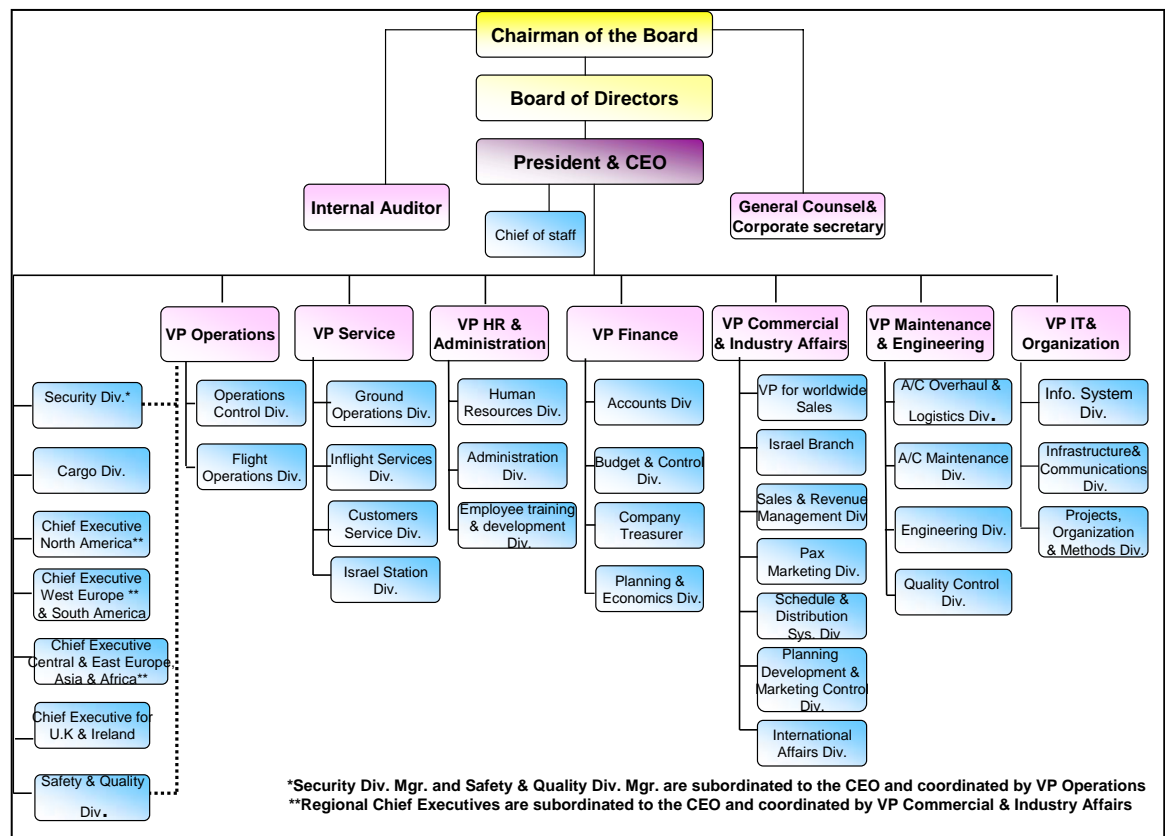 Chairman of the Board
Board of Directors
President & CEO
Internal Auditor
General Counsel&
Corporate secretary
Chief of staff
VP Operations
VP Service
VP HR &
Administration
VP Finance
VP Commercial
& Industry Affairs
VP Maintenance
& Engineering
VP IT&
Organization
Security Div.*
Cargo Div.
Chief Executive
North America**
Chief Executive
West Europe **
& South America
Chief Executive
Central & East Europe,
Asia & Africa**
Chief Executive for
U.K & Ireland
Safety & Quality
Div.
Operations
Control Div.
Flight
Operations Div.
Ground
Operations Div.
Inflight Services
Div.
Customers
Service Div.
Israel Station
Div.
Human
Resources Div.
Administration
Div.
Employee training
& development
Div.
Accounts Div
Budget & Control
Div.
Company
Treasurer
Planning &
Economics Div.
VP for worldwide
Sales
Israel Branch
Sales & Revenue
Management Div
Pax
Marketing Div.
Schedule &
Distribution
Sys. Div
Planning
Development &
Marketing Control
Div.
International
Affairs Div.
A/C Overhaul &
Logistics Div.
A/C Maintenance
Div.
Engineering Div.
Quality Control
Div.
Info. System
Div.
Infrastructure&
Communications
Div.
Projects,
Organization
& Methods Div.
*Security Div. Mgr. and Safety & Quality Div. Mgr. are subordinated to the CEO and coordinated by VP Operations
**Regional Chief Executives are subordinated to the CEO and coordinated by VP Commercial & Industry Affairs